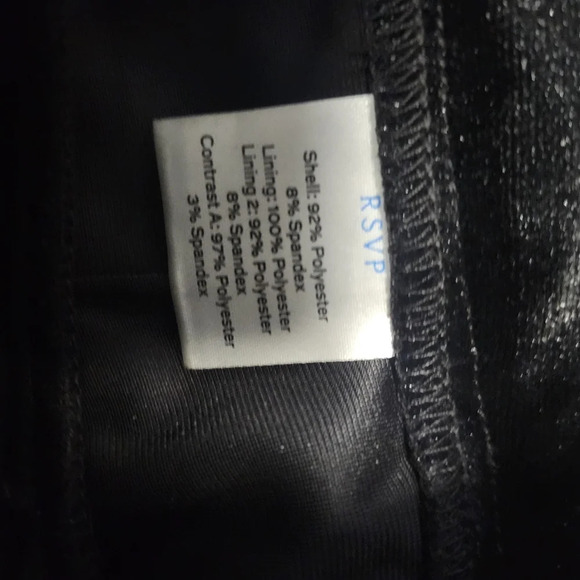 RSVP
Shell: 92% Polyester
8% Spandex
Lining: 100% Polyester
Lining 2: 92% Polyester
8% Spandex
Contrast A: 97% Polyester
3% Spandex